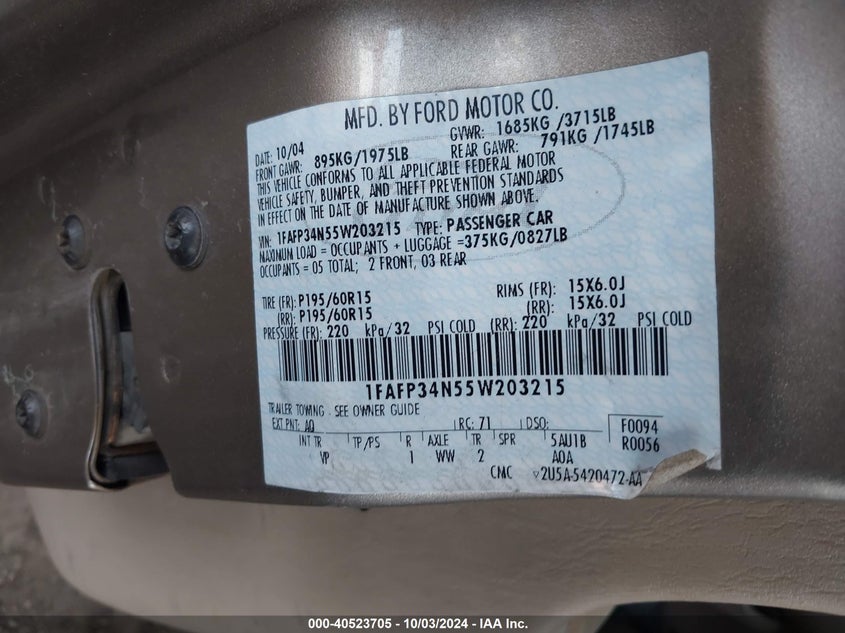 MFD. BY FORD MOTOR CO.
DATE: 10/04 GVWR: 1685KG /3715LB
FRONT GAWR: 895KG/1975LB REAR GAWR: 791KG /1745LB
THIS VEHICLE CONFORMS TO ALL APPLICABLE FEDERAL MOTOR
VEHICLE SAFETY, BUMPER, AND THEFT PREVENTION STANDARDS
IN EFFECT ON THE DATE OF MANUFACTURE SHOWN ABOVE.
VIN: 1FAFP34N55W203215 TYPE: PASSENGER CAR
MAXIMUM LOAD = OCCUPANTS + LUGGAGE =375KG/0827LB
OCCUPANTS = 05 TOTAL; 2 FRONT, 03 REAR
TIRE (FR): P195/60R15 RIMS (FR): 15X6.0J
(RR): P195/60R15 (RR): 15X6.0J
PRESSURE (FR): 220 kPa/32 PSI COLD (RR): 220 kPa/32 PSI COLD
1FAFP34N55W203215
TRAILER TOWING - SEE OWNER GUIDE
EXT PNT: AQ RC: 71 DSO: F0094
INT TR TP/PS R AXLE TR SPR 5AU1B R0056
VP 1 WW 2 AOA
CMC 2U5A-5420472-AA
000-40523705 - 10/03/2024 - IAA Inc.